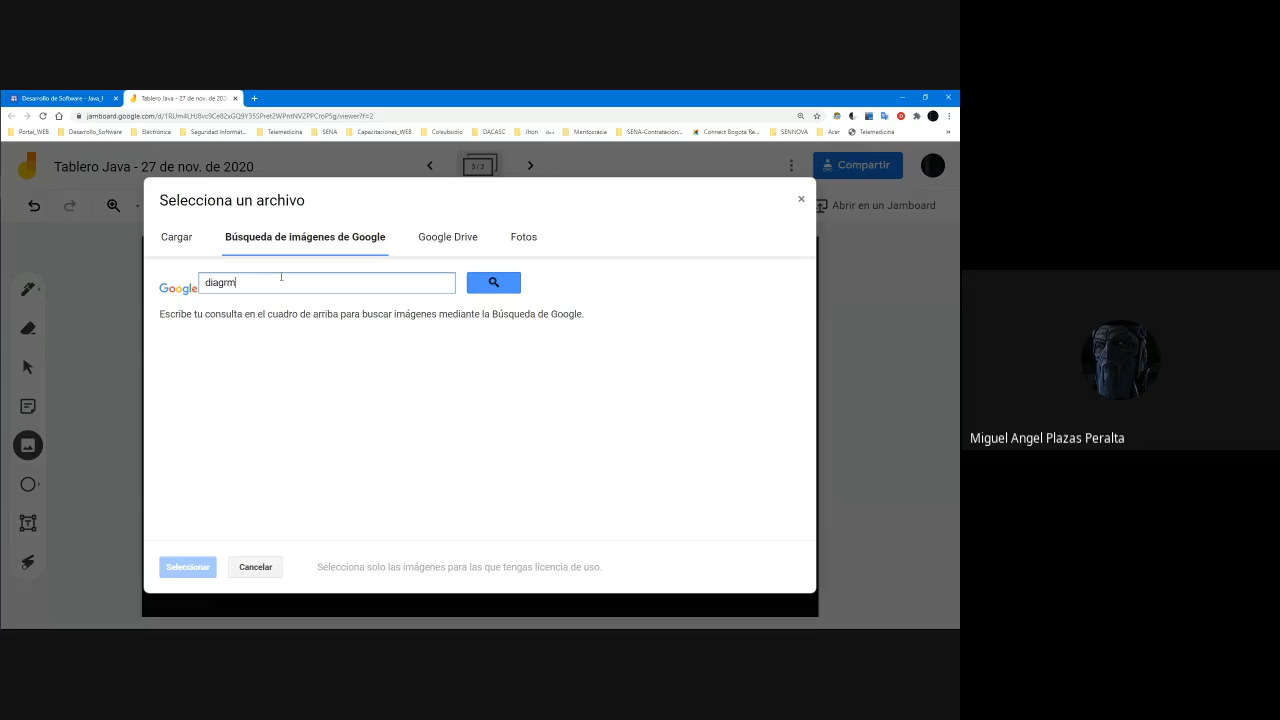 Desarrollo de Software - Java_I
Tablero Java - 27 de nov. de 202
jamboard.google.com/d/1RUm4LHJ8vc9Ce82xGQ9Y35SPret2WPntNVZPPCroP5g/viewer?f=2
Portal_WEB
Desarrollo_Software
Electrónica
Seguridad Informát...
Telemedicina
SENA
Capacitaciones_WEB
Colsubsidio
DACASC
Jhon
Meritocracia
SENA-Contratación...
Connect Bogotá Re...
SENNOVA
Acer
Telemedicina
Tablero Java - 27 de nov. de 2020
3 / 3
Compartir
Abrir en un Jamboard
Selecciona un archivo
×
Cargar
Búsqueda de imágenes de Google
Google Drive
Fotos
Google
diagrm
Escribe tu consulta en el cuadro de arriba para buscar imágenes mediante la Búsqueda de Google.
Seleccionar
Cancelar
Selecciona solo las imágenes para las que tengas licencia de uso.
Miguel Angel Plazas Peralta